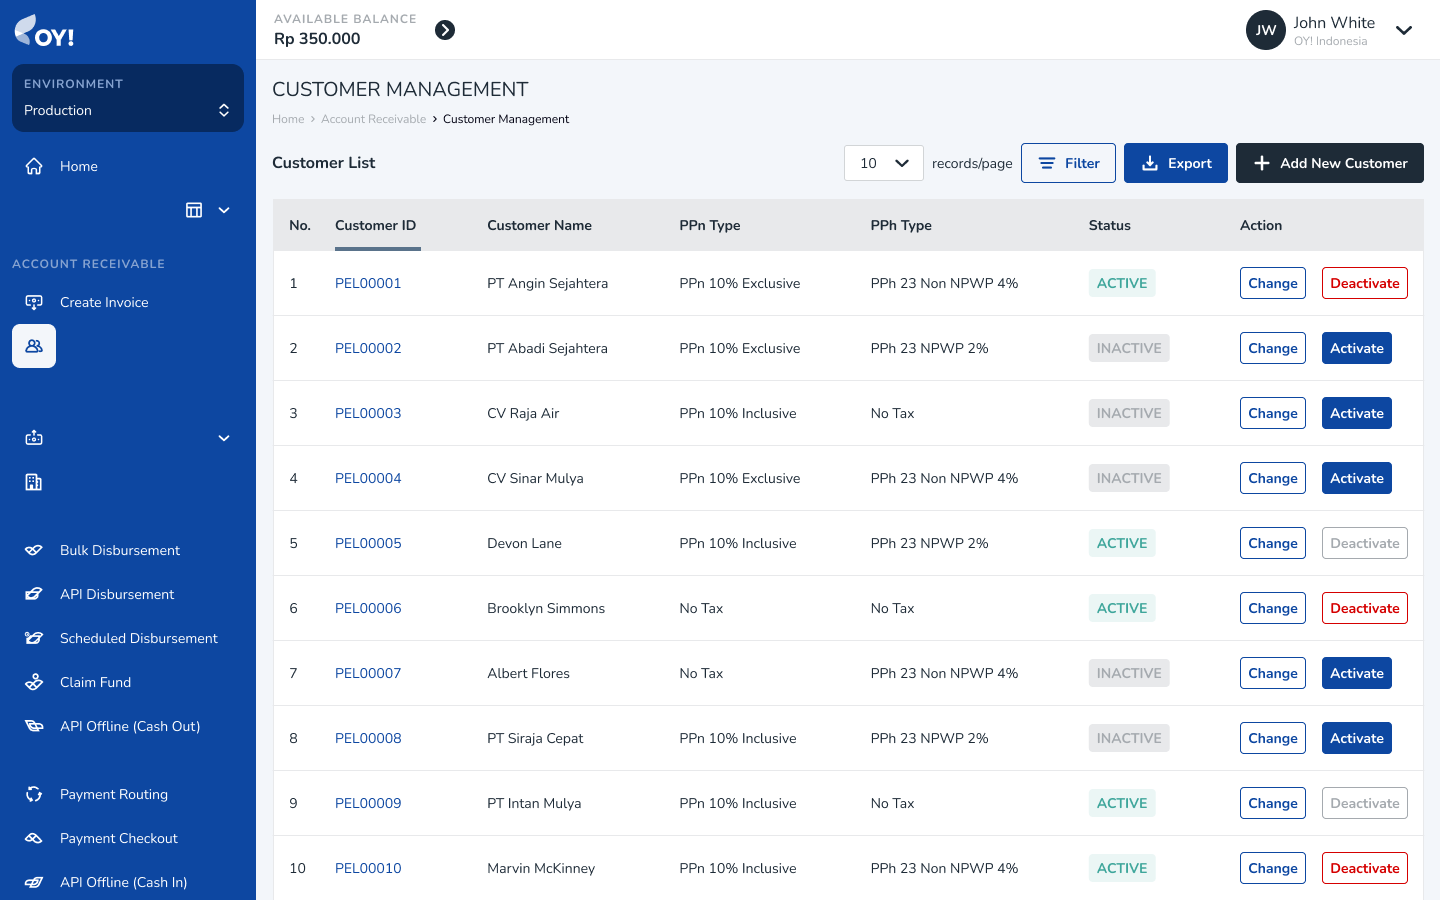 OY!
ENVIRONMENT
Production
Home
ACCOUNT RECEIVABLE
Create Invoice
Bulk Disbursement
API Disbursement
Scheduled Disbursement
Claim Fund
API Offline (Cash Out)
Payment Routing
Payment Checkout
API Offline (Cash In)
AVAILABLE BALANCE
Rp 350.000
JW
John White
OY! Indonesia
CUSTOMER MANAGEMENT
Home > Account Receivable > Customer Management
Customer List
10 records/page Filter Export Add New Customer
No. Customer ID Customer Name PPn Type PPh Type Status Action
1 PEL00001 PT Angin Sejahtera PPn 10% Exclusive PPh 23 Non NPWP 4% ACTIVE Change Deactivate
2 PEL00002 PT Abadi Sejahtera PPn 10% Exclusive PPh 23 NPWP 2% INACTIVE Change Activate
3 PEL00003 CV Raja Air PPn 10% Inclusive No Tax INACTIVE Change Activate
4 PEL00004 CV Sinar Mulya PPn 10% Exclusive PPh 23 Non NPWP 4% INACTIVE Change Activate
5 PEL00005 Devon Lane PPn 10% Inclusive PPh 23 NPWP 2% ACTIVE Change Deactivate
6 PEL00006 Brooklyn Simmons No Tax No Tax ACTIVE Change Deactivate
7 PEL00007 Albert Flores No Tax PPh 23 Non NPWP 4% INACTIVE Change Activate
8 PEL00008 PT Siraja Cepat PPn 10% Inclusive PPh 23 NPWP 2% INACTIVE Change Activate
9 PEL00009 PT Intan Mulya PPn 10% Inclusive No Tax ACTIVE Change Deactivate
10 PEL00010 Marvin McKinney PPn 10% Inclusive PPh 23 Non NPWP 4% ACTIVE Change Deactivate